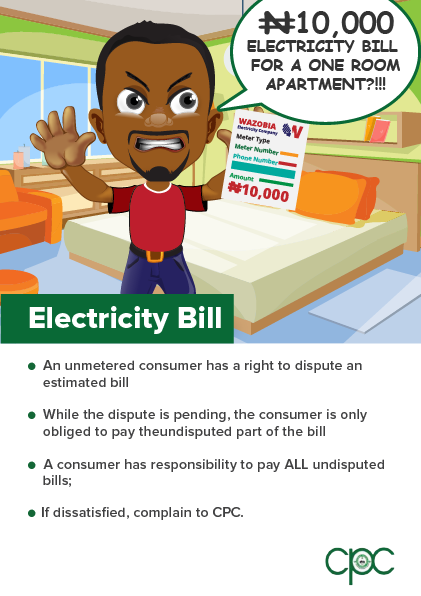 ₦10,000
ELECTRICITY BILL
FOR A ONE ROOM
APARTMENT?!!!
WAZOBIA
Electricity Company
Meter Type
Meter Number
Phone Number
Amount
₦10,000
Electricity Bill
An unmetered consumer has a right to dispute an
estimated bill
While the dispute is pending, the consumer is only
obliged to pay theundisputed part of the bill
A consumer has responsibility to pay ALL undisputed
bills;
If dissatisfied, complain to CPC.
cpc